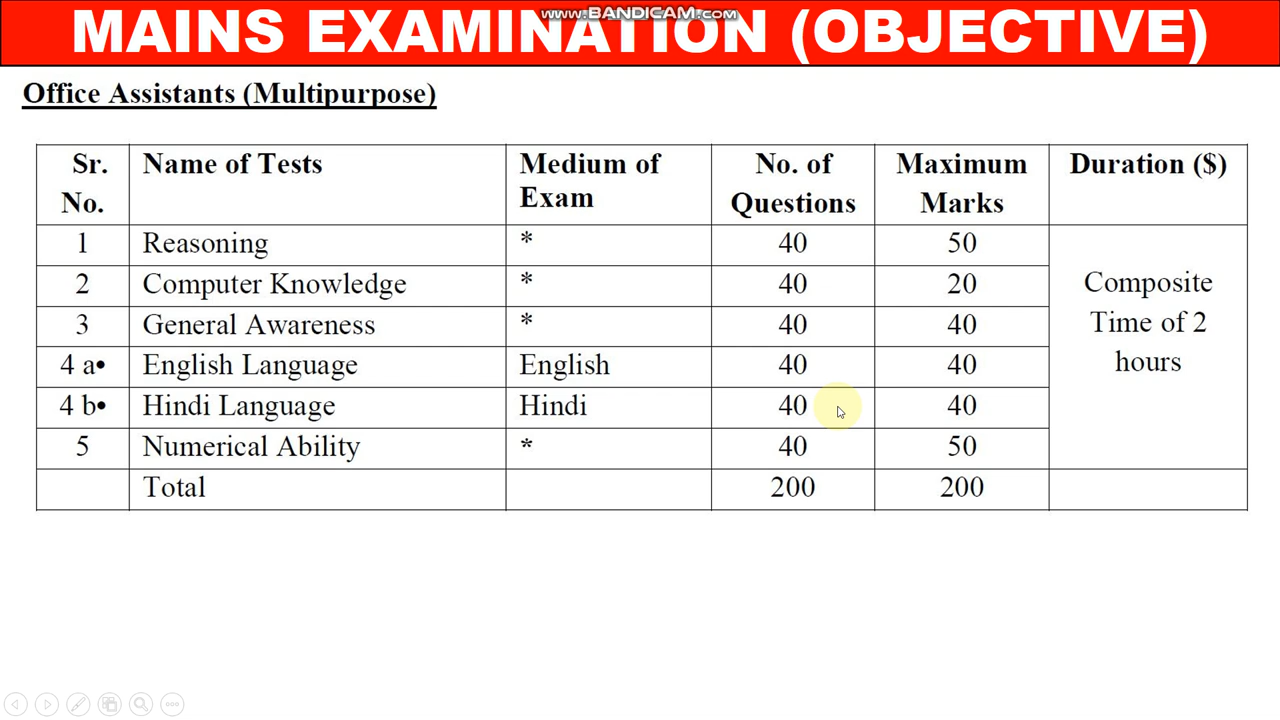 WWW.BANDICAM.COM
MAINS EXAMINATION (OBJECTIVE)
Office Assistants (Multipurpose)
Sr. No. Name of Tests Medium of Exam No. of Questions Maximum Marks Duration ($)
1 Reasoning * 40 50
2 Computer Knowledge * 40 20
3 General Awareness * 40 40
4 a• English Language English 40 40
4 b• Hindi Language Hindi 40 40
5 Numerical Ability * 40 50
Composite
Time of 2
hours
Total 200 200